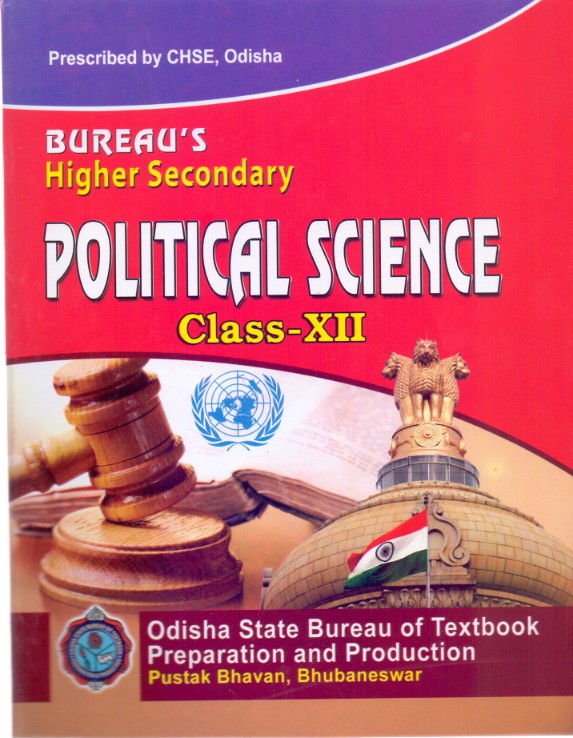 Prescribed by CHSE, Odisha
BUREAU'S
Higher Secondary
POLITICAL SCIENCE
Class-XII
Odisha State Bureau of Textbook
Preparation and Production
Pustak Bhavan, Bhubaneswar